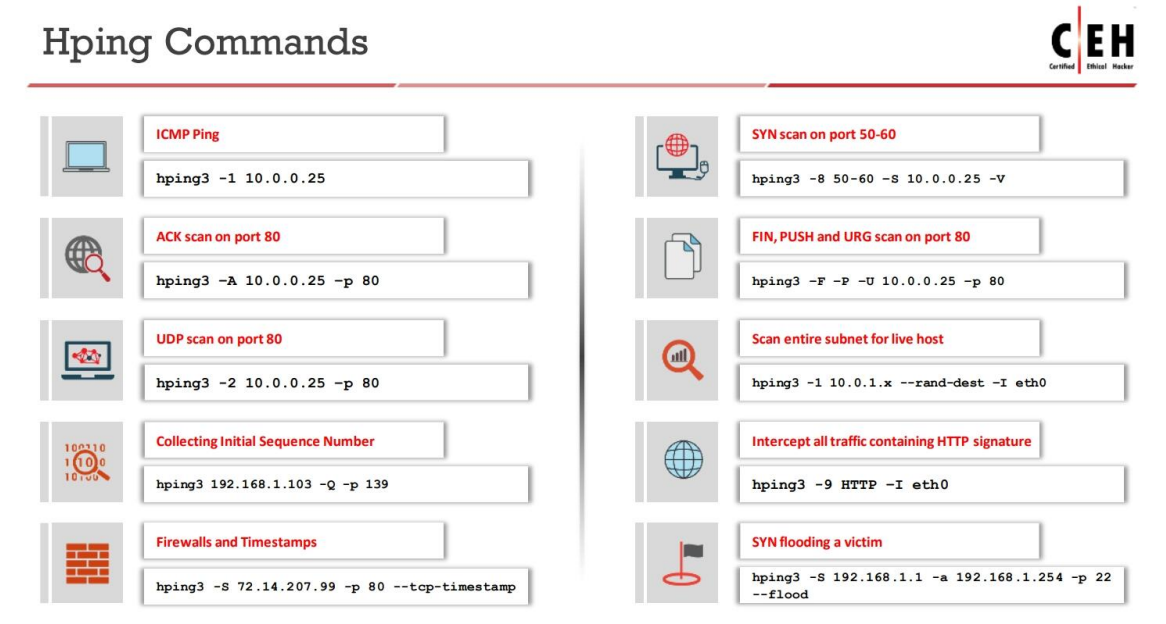 Hping Commands
C|EH
Certified Ethical Hacker
ICMP Ping
hping3 -1 10.0.0.25
ACK scan on port 80
hping3 –A 10.0.0.25 –p 80
UDP scan on port 80
hping3 -2 10.0.0.25 –p 80
100110
1 10 0
10100
Collecting Initial Sequence Number
hping3 192.168.1.103 -Q -p 139
Firewalls and Timestamps
hping3 -S 72.14.207.99 -p 80 --tcp-timestamp
SYN scan on port 50-60
hping3 -8 50-60 –S 10.0.0.25 -V
FIN, PUSH and URG scan on port 80
hping3 -F –P –U 10.0.0.25 –p 80
Scan entire subnet for live host
hping3 -1 10.0.1.x --rand-dest –I eth0
Intercept all traffic containing HTTP signature
hping3 -9 HTTP –I eth0
SYN flooding a victim
hping3 -S 192.168.1.1 -a 192.168.1.254 -p 22
--flood